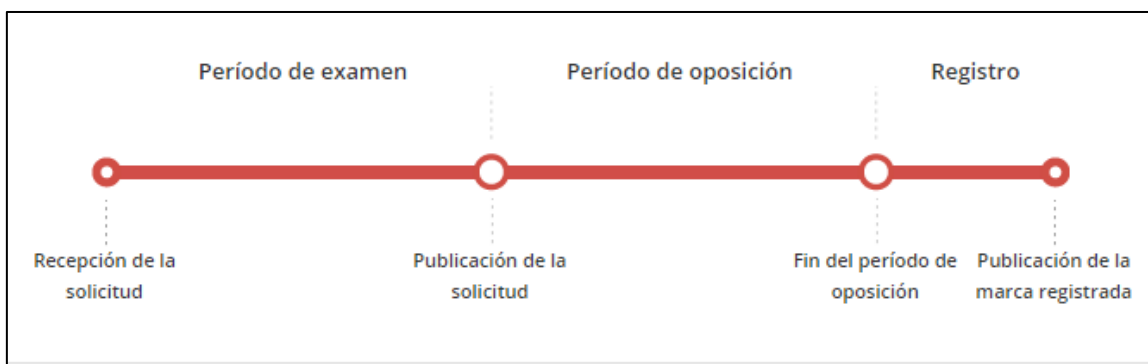 Período de examen
Período de oposición
Registro
Recepción de la
solicitud
Publicación de la
solicitud
Fin del período de
oposición
Publicación de la
marca registrada